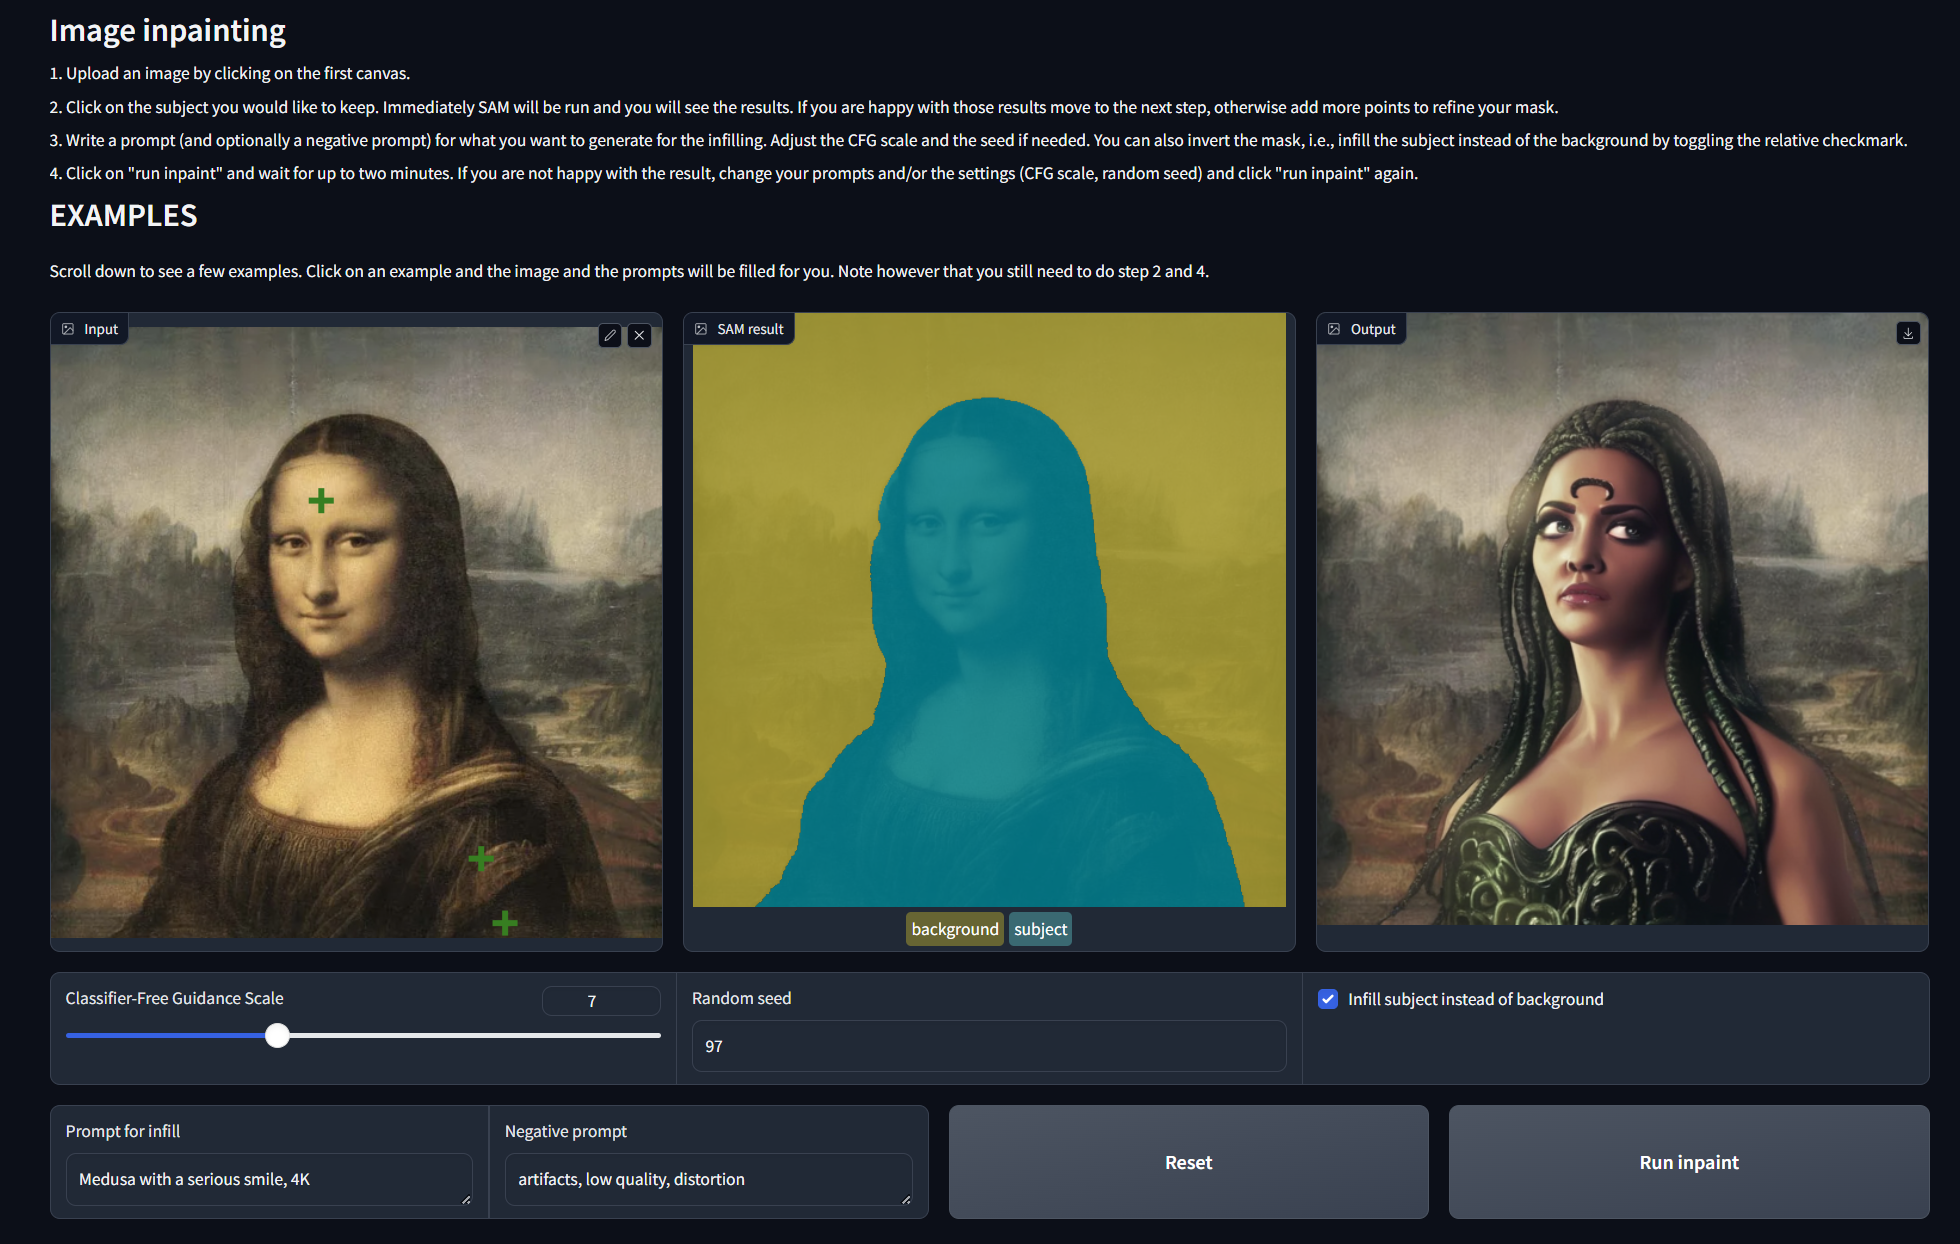 Image inpainting
1. Upload an image by clicking on the first canvas.
2. Click on the subject you would like to keep. Immediately SAM will be run and you will see the results. If you are happy with those results move to the next step, otherwise add more points to refine your mask.
3. Write a prompt (and optionally a negative prompt) for what you want to generate for the infilling. Adjust the CFG scale and the seed if needed. You can also invert the mask, i.e., infill the subject instead of the background by toggling the relative checkmark.
4. Click on "run inpaint" and wait for up to two minutes. If you are not happy with the result, change your prompts and/or the settings (CFG scale, random seed) and click "run inpaint" again.
EXAMPLES
Scroll down to see a few examples. Click on an example and the image and the prompts will be filled for you. Note however that you still need to do step 2 and 4.
Input
SAM result
Output
background subject
Classifier-Free Guidance Scale
7
Random seed
97
Infill subject instead of background
Prompt for infill
Medusa with a serious smile, 4K
Negative prompt
artifacts, low quality, distortion
Reset
Run inpaint